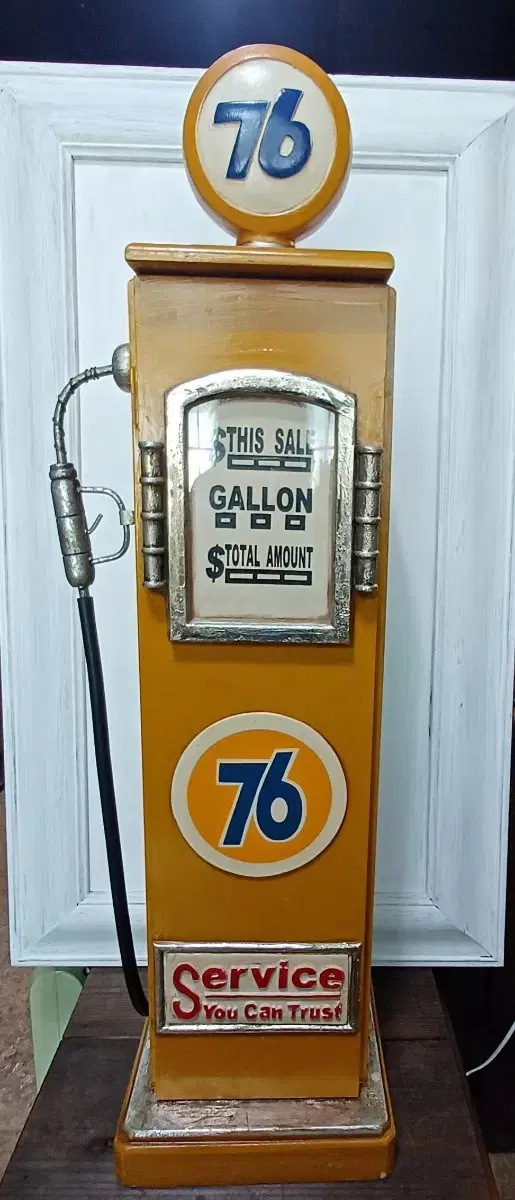 76
$THIS SALE
GALLON
$TOTAL AMOUNT
76
Service
You Can Trust